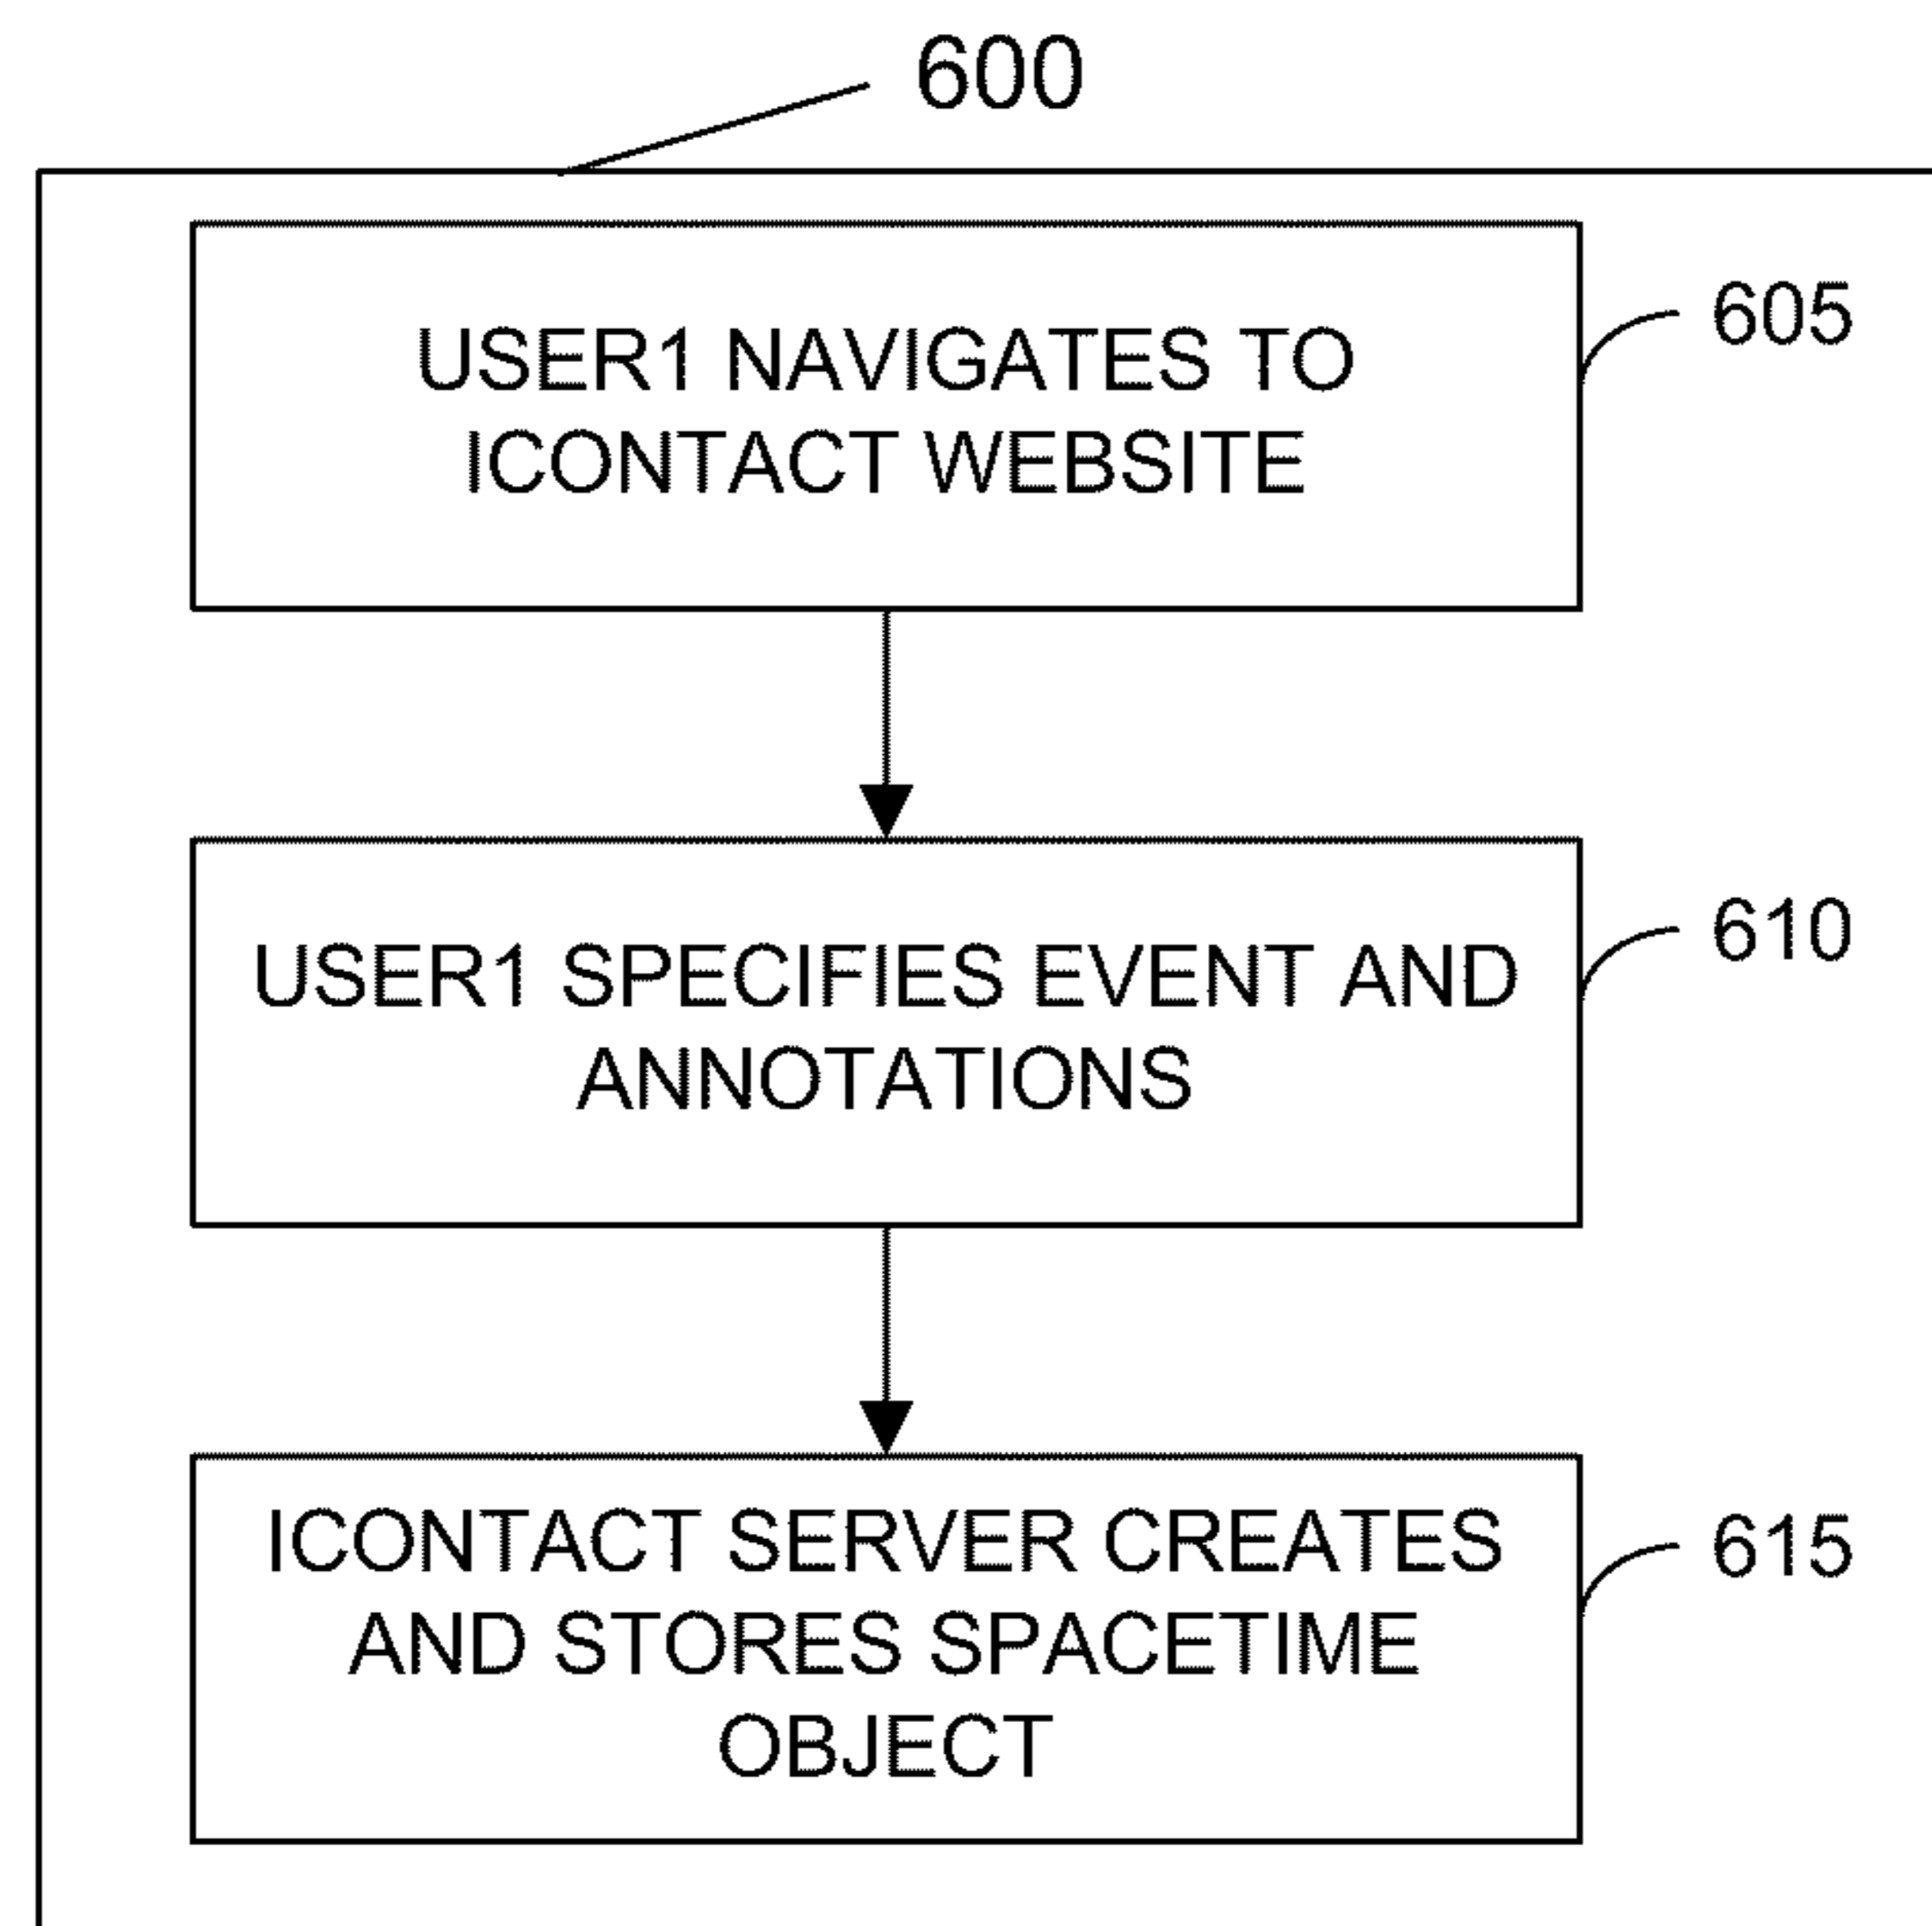 600
USER1 NAVIGATES TO
ICONTACT WEBSITE
605
USER1 SPECIFIES EVENT AND
ANNOTATIONS
610
ICONTACT SERVER CREATES
AND STORES SPACETIME
OBJECT
615